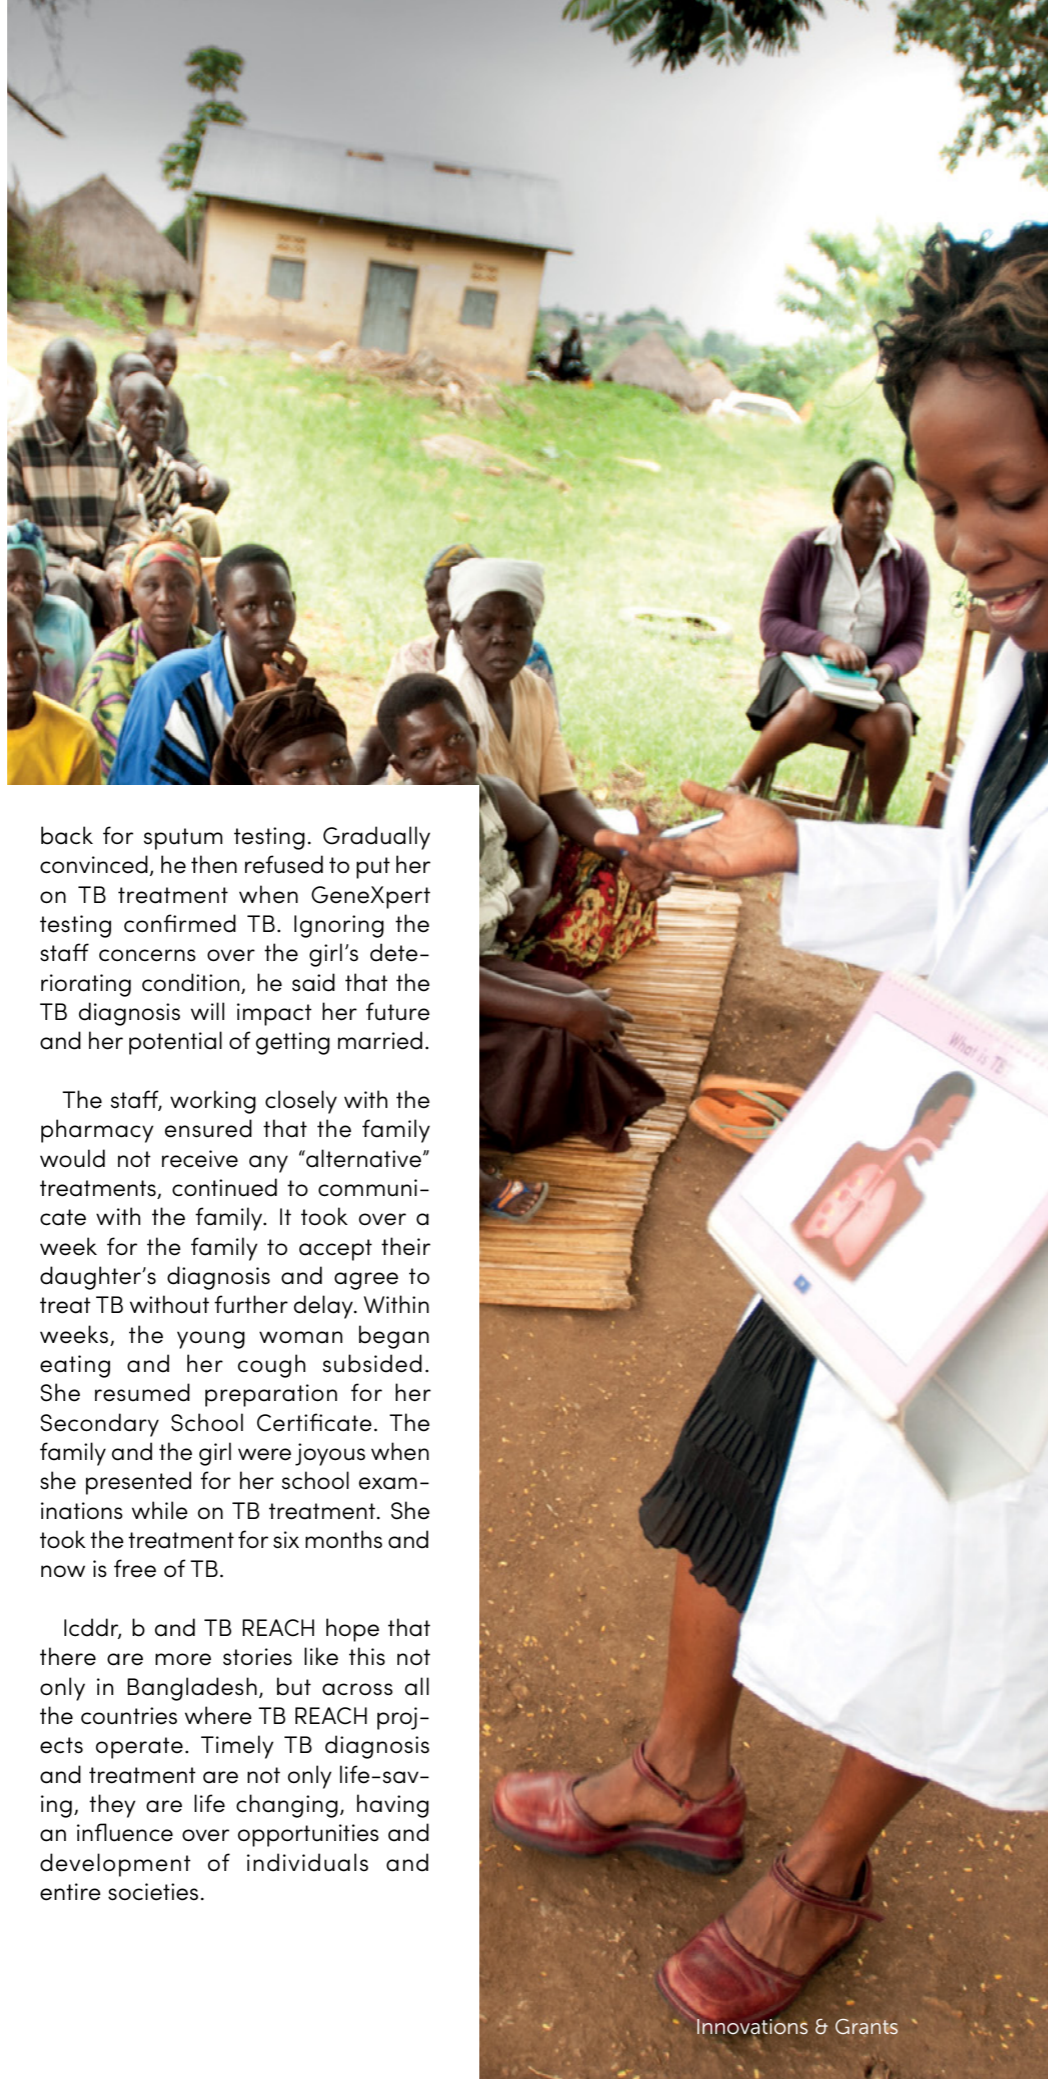 back for sputum testing. Gradually
convinced, he then refused to put her
on TB treatment when GeneXpert
testing confirmed TB. Ignoring the
staff concerns over the girl's dete-
riorating condition, he said that the
TB diagnosis will impact her future
and her potential of getting married.
The staff, working closely with the
pharmacy ensured that the family
would not receive any “alternative”
treatments, continued to communi-
cate with the family. It took over a
week for the family to accept their
daughter's diagnosis and agree to
treat TB without further delay. Within
weeks, the young woman began
eating and her cough subsided.
She resumed preparation for her
Secondary School Certificate. The
family and the girl were joyous when
she presented for her school exam-
inations while on TB treatment. She
took the treatment for six months and
now is free of TB.
Icddr, b and TB REACH hope that
there are more stories like this not
only in Bangladesh, but across all
the countries where TB REACH proj-
ects operate. Timely TB diagnosis
and treatment are not only life-sav-
ing, they are life changing, having
an influence over opportunities and
development of individuals and
entire societies.
What is TB
Innovations & Grants